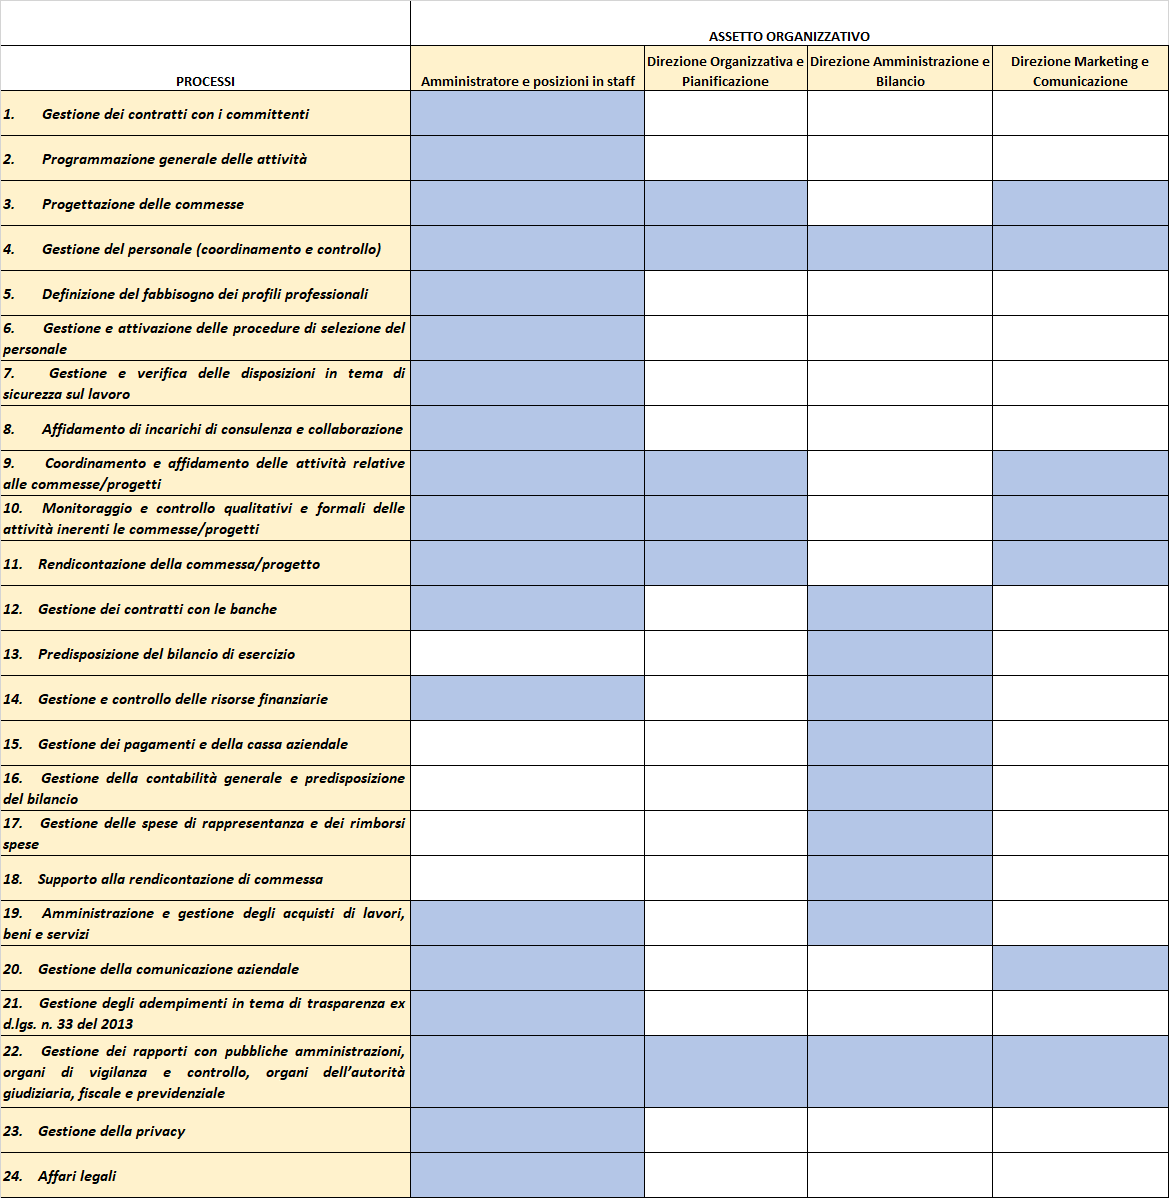 ASSETTO ORGANIZZATIVO
PROCESSI
Amministratore e posizioni in staff
Direzione Organizzativa e
Pianificazione
Direzione Amministrazione e
Bilancio
Direzione Marketing e
Comunicazione
1. Gestione dei contratti con i committenti
2. Programmazione generale delle attività
3. Progettazione delle commesse
4. Gestione del personale (coordinamento e controllo)
5. Definizione del fabbisogno dei profili professionali
6. Gestione e attivazione delle procedure di selezione del
personale
7. Gestione e verifica delle disposizioni in tema di
sicurezza sul lavoro
8. Affidamento di incarichi di consulenza e collaborazione
9. Coordinamento e affidamento delle attività relative
alle commesse/progetti
10. Monitoraggio e controllo qualitativi e formali delle
attività inerenti le commesse/progetti
11. Rendicontazione della commessa/progetto
12. Gestione dei contratti con le banche
13. Predisposizione del bilancio di esercizio
14. Gestione e controllo delle risorse finanziarie
15. Gestione dei pagamenti e della cassa aziendale
16. Gestione della contabilità generale e predisposizione
del bilancio
17. Gestione delle spese di rappresentanza e dei rimborsi
spese
18. Supporto alla rendicontazione di commessa
19. Amministrazione e gestione degli acquisti di lavori,
beni e servizi
20. Gestione della comunicazione aziendale
21. Gestione degli adempimenti in tema di trasparenza ex
d.lgs. n. 33 del 2013
22. Gestione dei rapporti con pubbliche amministrazioni,
organi di vigilanza e controllo, organi dell’autorità
giudiziaria, fiscale e previdenziale
23. Gestione della privacy
24. Affari legali